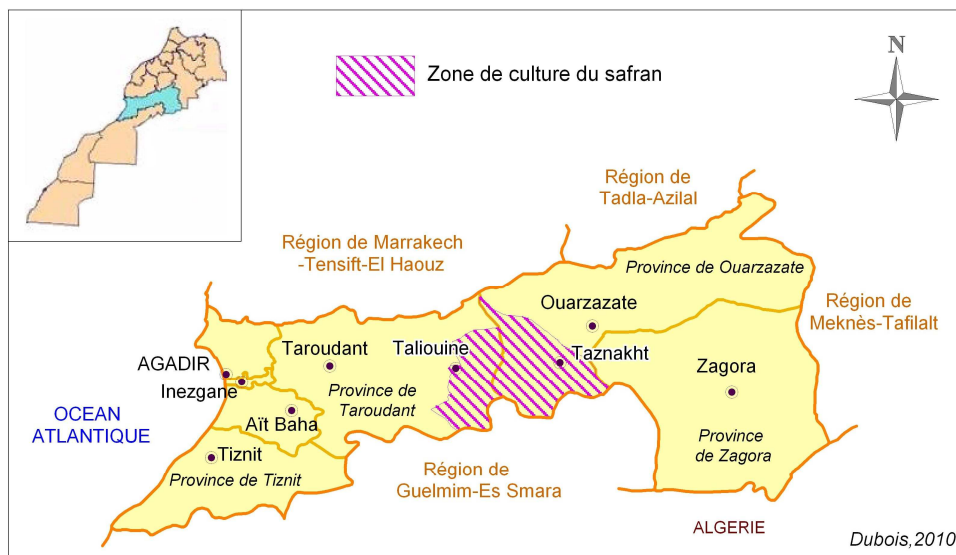 Zone de culture du safran
N
Région de
Tadla-Azilal
Région de Marrakech
-Tensift-El Haouz
Province de Ouarzazate
Ouarzazate
Région de
Meknès-Tafilalt
Taroudant
Taliouine
Taznakht
AGADIR
Inezgane
Zagora
Province de
Taroudant
OCEAN
ATLANTIQUE
Aït Baha
Province
de Zagora
Tiznit
Province de Tiznit
Région de
Guelmim-Es Smara
ALGERIE
Dubois,2010